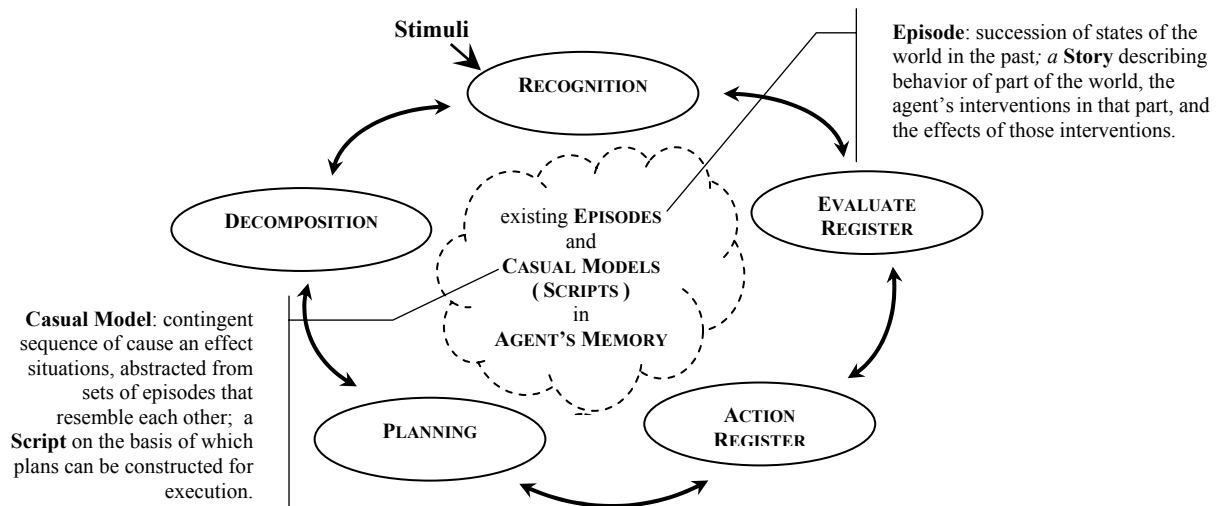 Stimuli
RECOGNITION
Episode: succession of states of the
world in the past; a Story describing
behavior of part of the world, the
agent's interventions in that part, and
the effects of those interventions.
DECOMPOSITION
existing EPISODES
and
CASUAL MODELS
( SCRIPTS )
in
AGENT'S MEMORY
EVALUATE
REGISTER
Casual Model: contingent
sequence of cause an effect
situations, abstracted from
sets of episodes that
resemble each other; a
Script on the basis of which
plans can be constructed for
execution.
PLANNING
ACTION
REGISTER